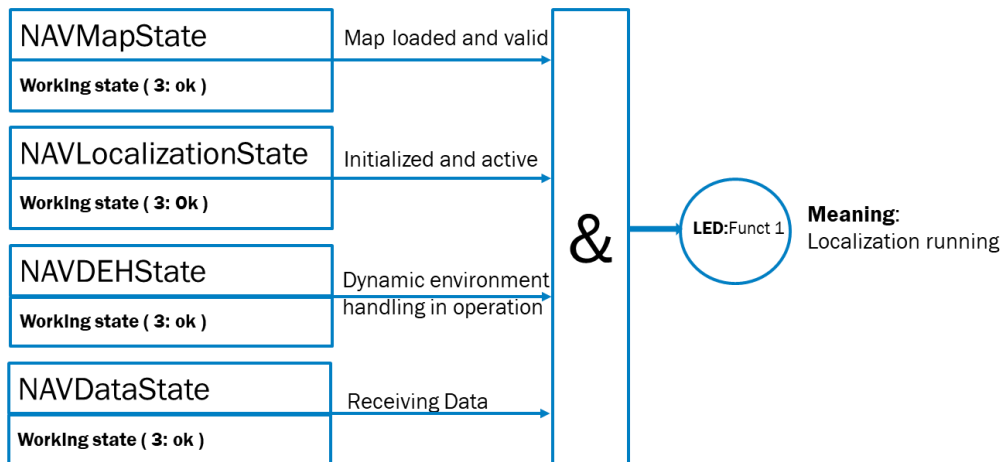 NAVMapState
Map loaded and valid
Working state ( 3: ok )
NAVLocalizationState
Initialized and active
Working state ( 3: Ok )
&
LED:Funct 1
Meaning:
Localization running
NAVDEHState
Dynamic environment
handling in operation
Working state ( 3: ok )
NAVDataState
Receiving Data
Working state ( 3: ok )